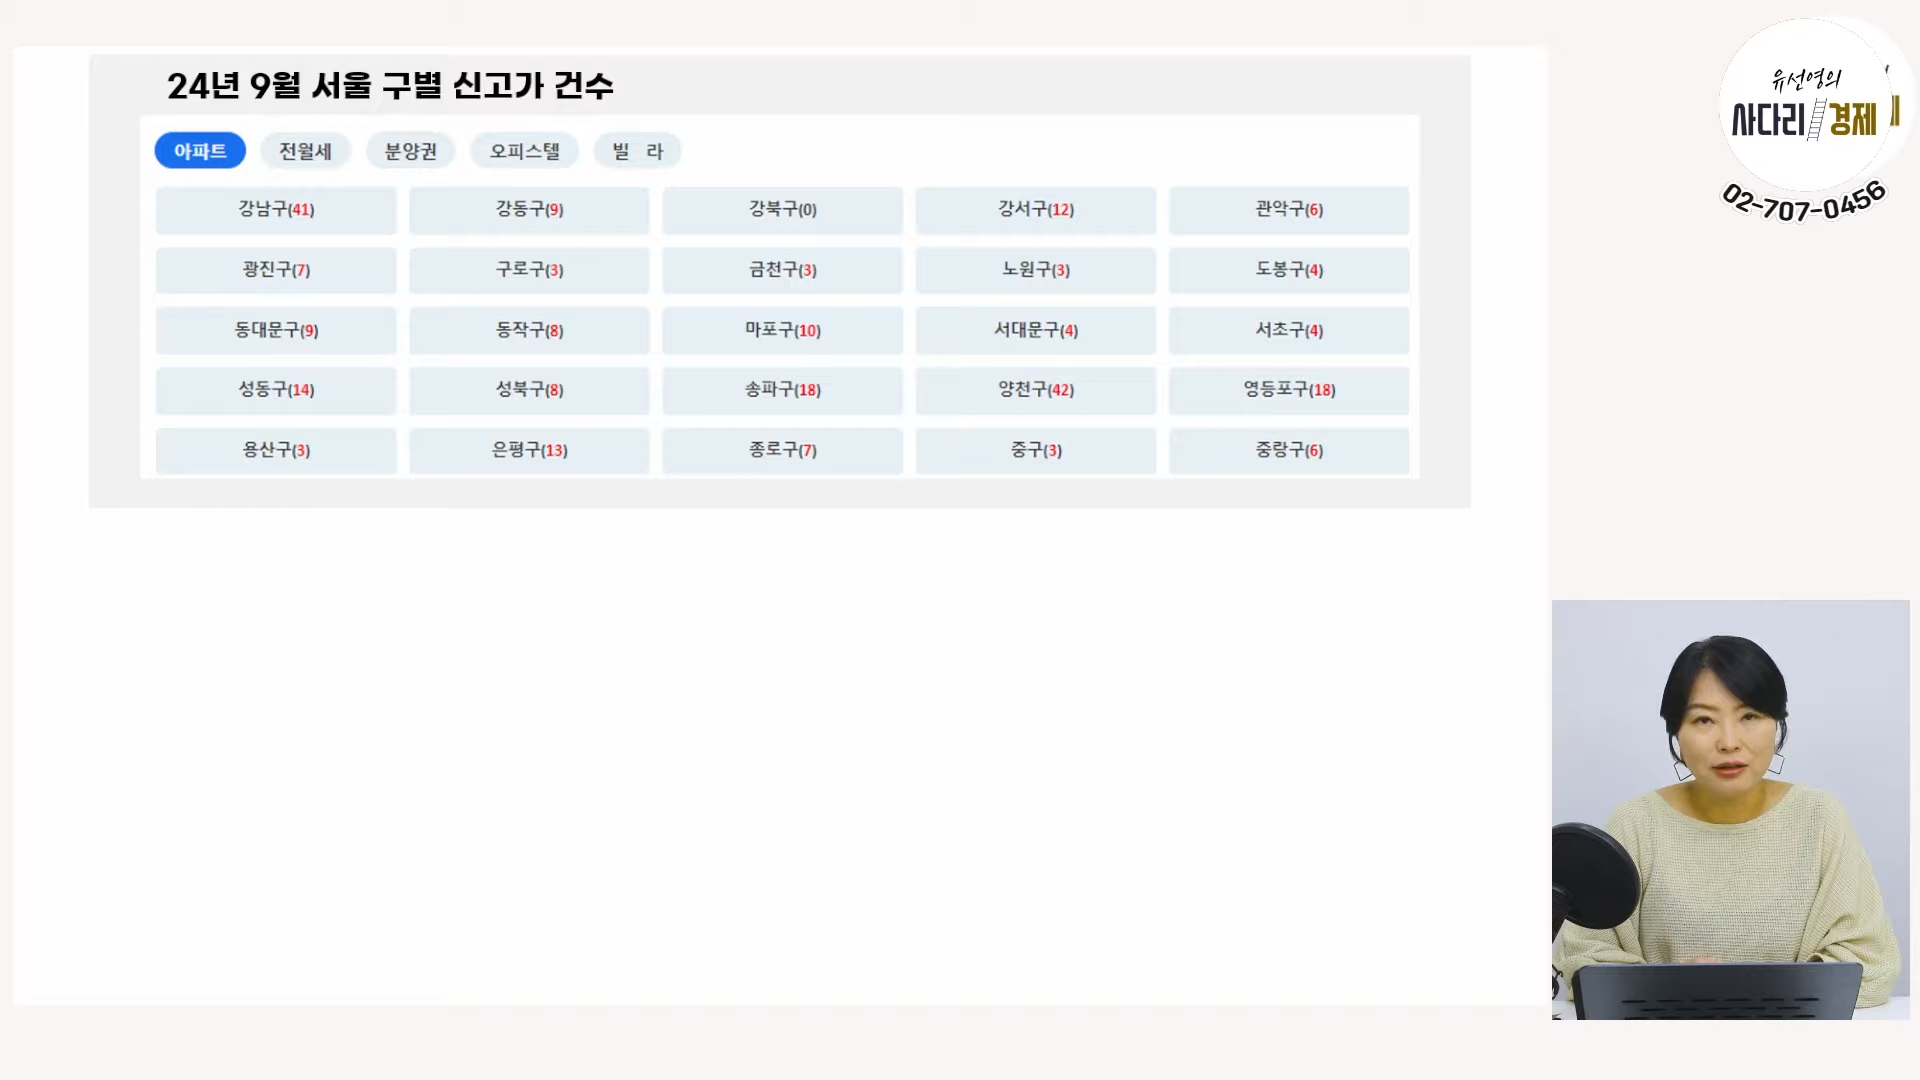 24년 9월 서울 구별 신고가 건수
아파트 전월세 분양권 오피스텔 빌 라
강남구(41) 강동구(9) 강북구(0) 강서구(12) 관악구(6)
광진구(7) 구로구(3) 금천구(3) 노원구(3) 도봉구(4)
동대문구(9) 동작구(8) 마포구(10) 서대문구(4) 서초구(4)
성동구(14) 성북구(8) 송파구(18) 양천구(42) 영등포구(18)
용산구(3) 은평구(13) 종로구(7) 중구(3) 중랑구(6)
유선영의
사다리 경제
02-707-0456